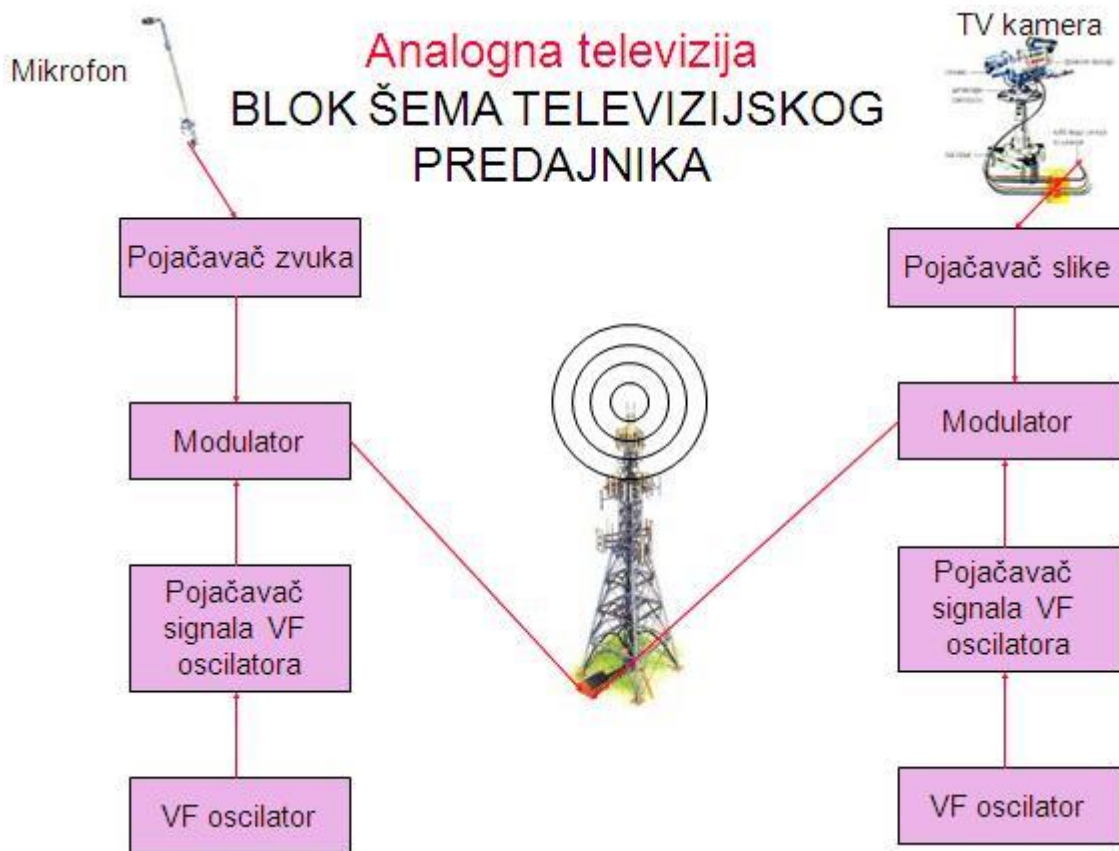 Analogna televizija
BLOK ŠEMA TELEVIZIJSKOG
PREDAJNIKA
Mikrofon
TV kamera
Pojačavač zvuka
Pojačavač slike
Modulator
Modulator
Pojačavač
signala VF
oscilatora
Pojačavač
signala VF
oscilatora
VF oscilator
VF oscilator